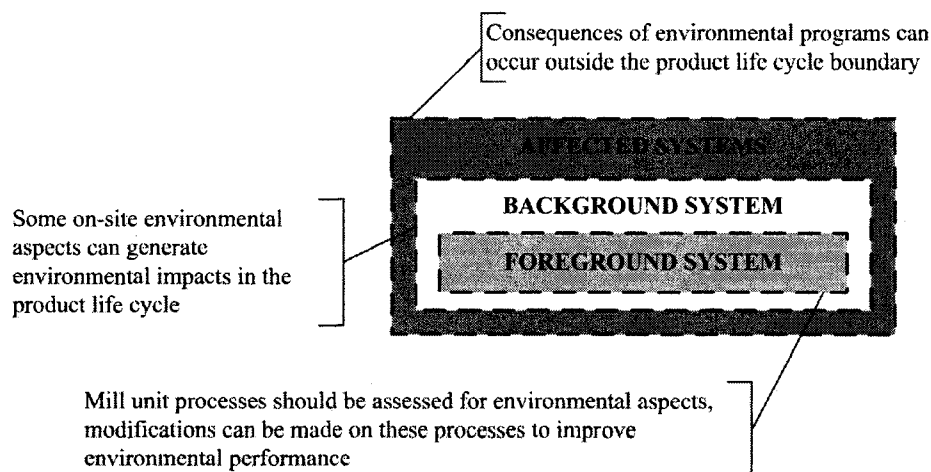 Consequences of environmental programs can
occur outside the product life cycle boundary
AFFECTED SYSTEMS
BACKGROUND SYSTEM
FOREGROUND SYSTEM
Some on-site environmental
aspects can generate
environmental impacts in the
product life cycle
Mill unit processes should be assessed for environmental aspects,
modifications can be made on these processes to improve
environmental performance